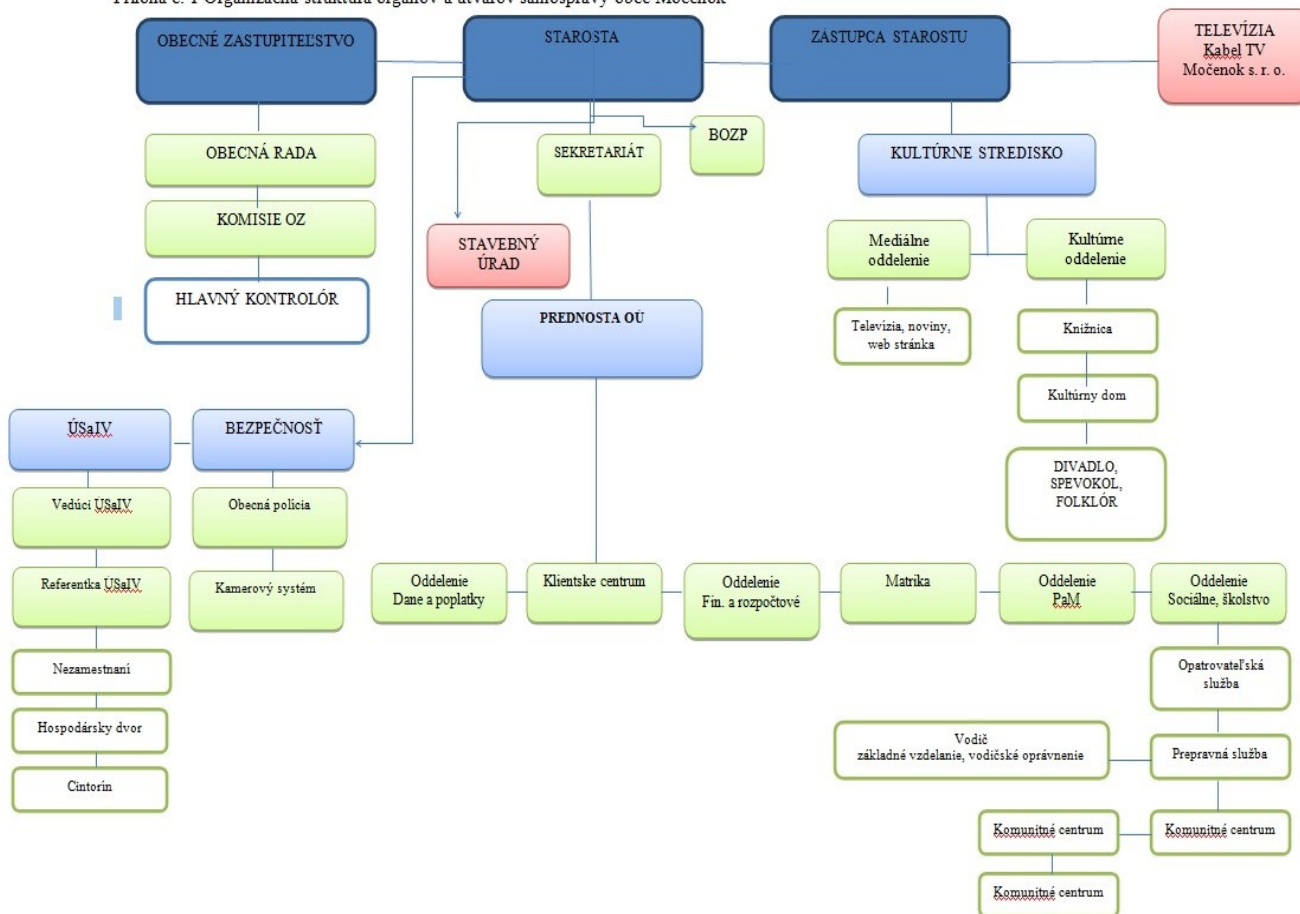 Príloha č. 1 Organizačná štruktúra orgánov a útvarov samosprávy obce Močenok
OBECNÉ ZASTUPITEĽSTVO
STAROSTA
ZÁSTUPCA STAROSTU
TELEVÍZIA
Kabel TV
Močenok s. r. o.
OBECNÁ RADA
SEKRETARIÁT
BOZP
KULTÚRNE STREDISKO
KOMISIE OZ
STAVEBNÝ
ÚRAD
Mediálne
oddelenie
Kultúrne
oddelenie
HLAVNÝ KONTROLÓR
PREDNOSTA OÚ
Televízia, noviny,
web stránka
Knižnica
Kultúrny dom
DIVADLO,
SPEVOKOL,
FOLKLÓR
ÚSaIV
BEZPEČNOSŤ
Vedúci ÚSaIV
Obecná polícia
Referentka ÚSaIV
Kamerový systém
Oddelenie
Dane a poplatky
Klientske centrum
Oddelenie
Fin. a rozpočtové
Matrika
Oddelenie
PaM
Oddelenie
Sociálne, školstvo
Nezamestnaní
Hospodársky dvor
Cintorín
Opatrovateľská
služba
Vodič
základné vzdelanie, vodičské oprávnenie
Prepravná služba
Komunitné centrum
Komunitné centrum
Komunitné centrum